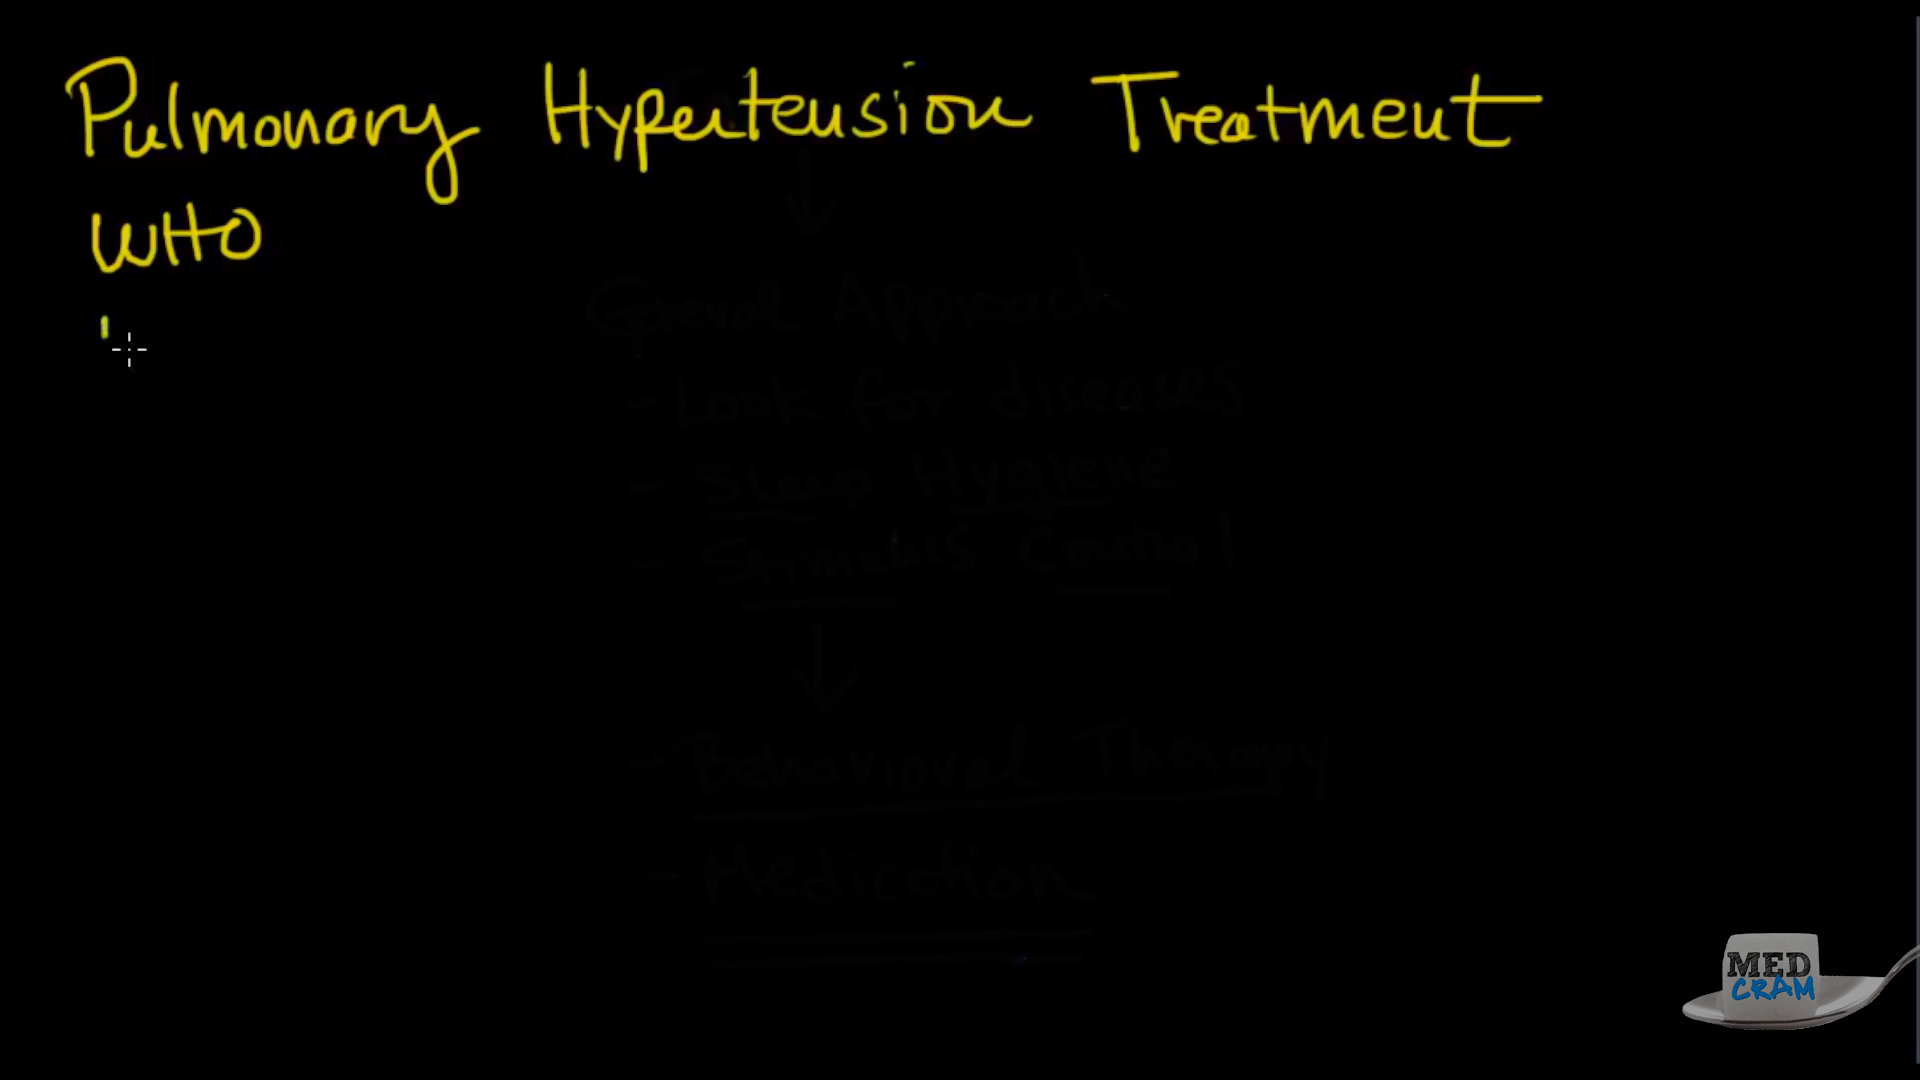 Pulmonary Hypertension Treatment
WHO
General Approach
- Look for diseases
- Sleep Hygiene
- Stimulus Control
- Behavioral Therapy
- Medication
MED
CRAM